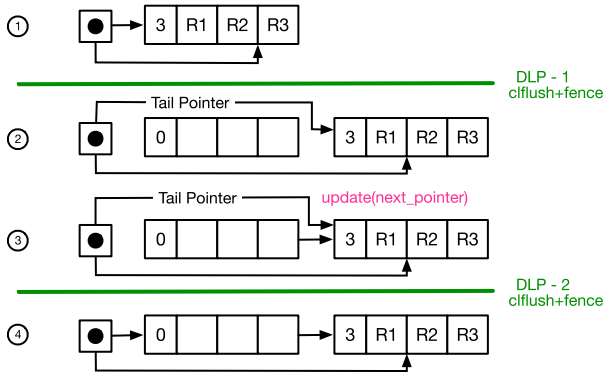 1 3 R1 R2 R3
DLP - 1
clflush+fence
Tail Pointer
2 0 3 R1 R2 R3
Tail Pointer update(next_pointer)
3 0 3 R1 R2 R3
DLP - 2
clflush+fence
4 0 3 R1 R2 R3